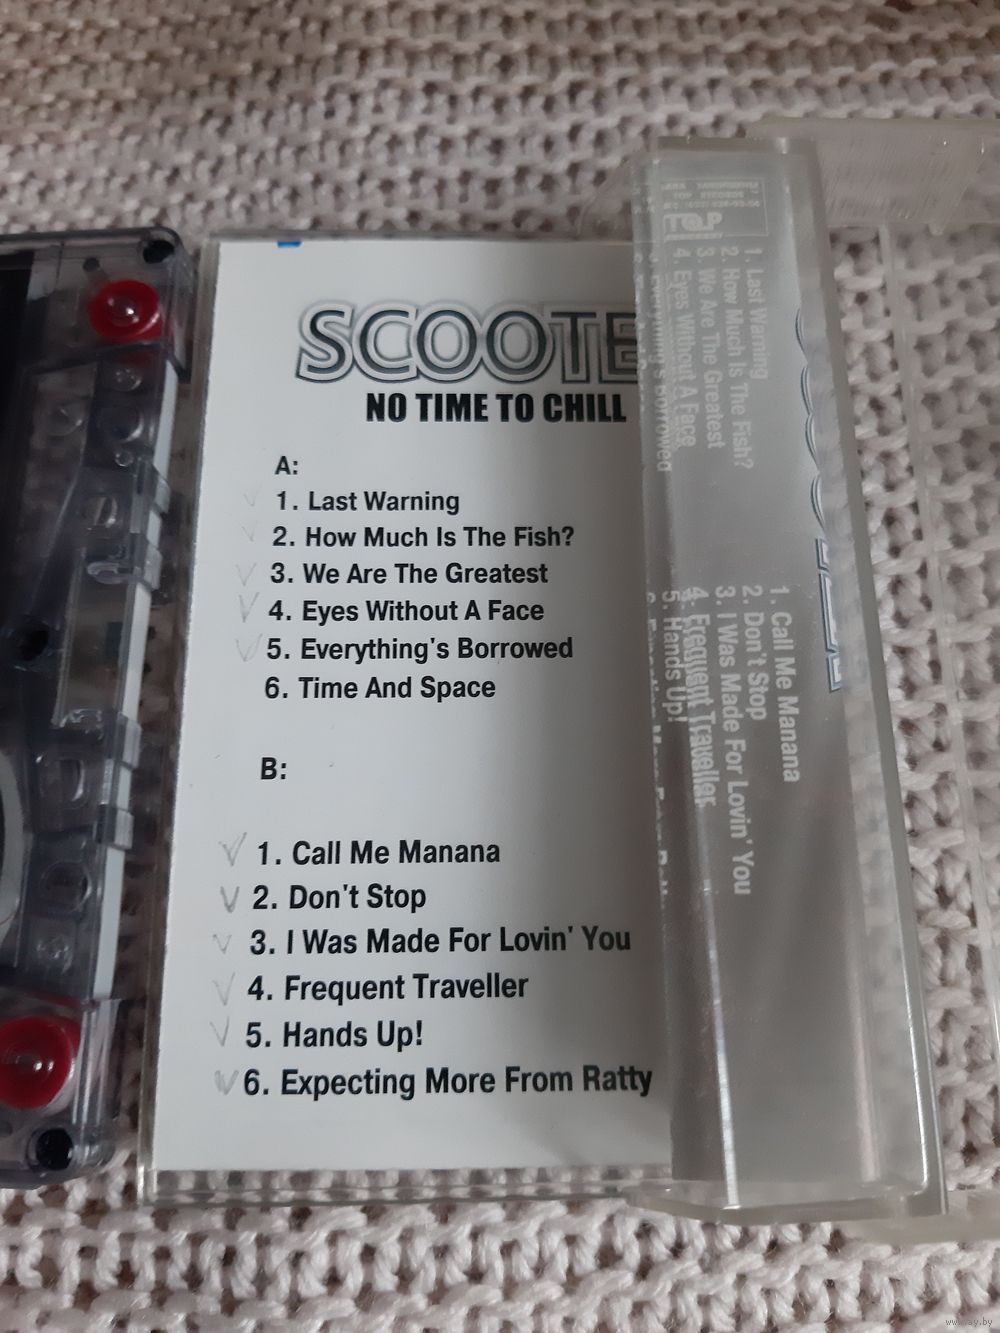 SCOOTE
NO TIME TO CHILL
A:
1. Last Warning
2. How Much Is The Fish?
3. We Are The Greatest
4. Eyes Without A Face
5. Everything's Borrowed
6. Time And Space
B:
1. Call Me Manana
2. Don't Stop
3. I Was Made For Lovin' You
4. Frequent Traveller
5. Hands Up!
6. Expecting More From Ratty
1. Last Warning
2. How Much Is The Fish?
3. We Are The Greatest
4. Eyes Without A Face
1. Call Me Manana
2. Don't Stop
3. I Was Made For Lovin' You
4. Frequent Traveller
5. Hands Up!
www.ay.by